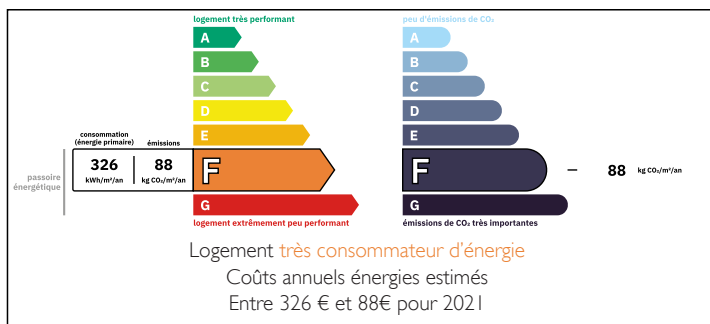 logement très performant
A
B
C
D
E
consommation
(énergie primaire)
émissions
326
kWh/m²/an
88
kg CO₂/m²/an
F
passoire
énergétique
G
logement extrêmement peu performant
peu d'émissions de CO₂
A
B
C
D
E
F
88 kg CO₂/m²/an
G
émissions de CO₂ très importantes
Logement très consommateur d'énergie
Coûts annuels énergies estimés
Entre 326 € et 88€ pour 2021